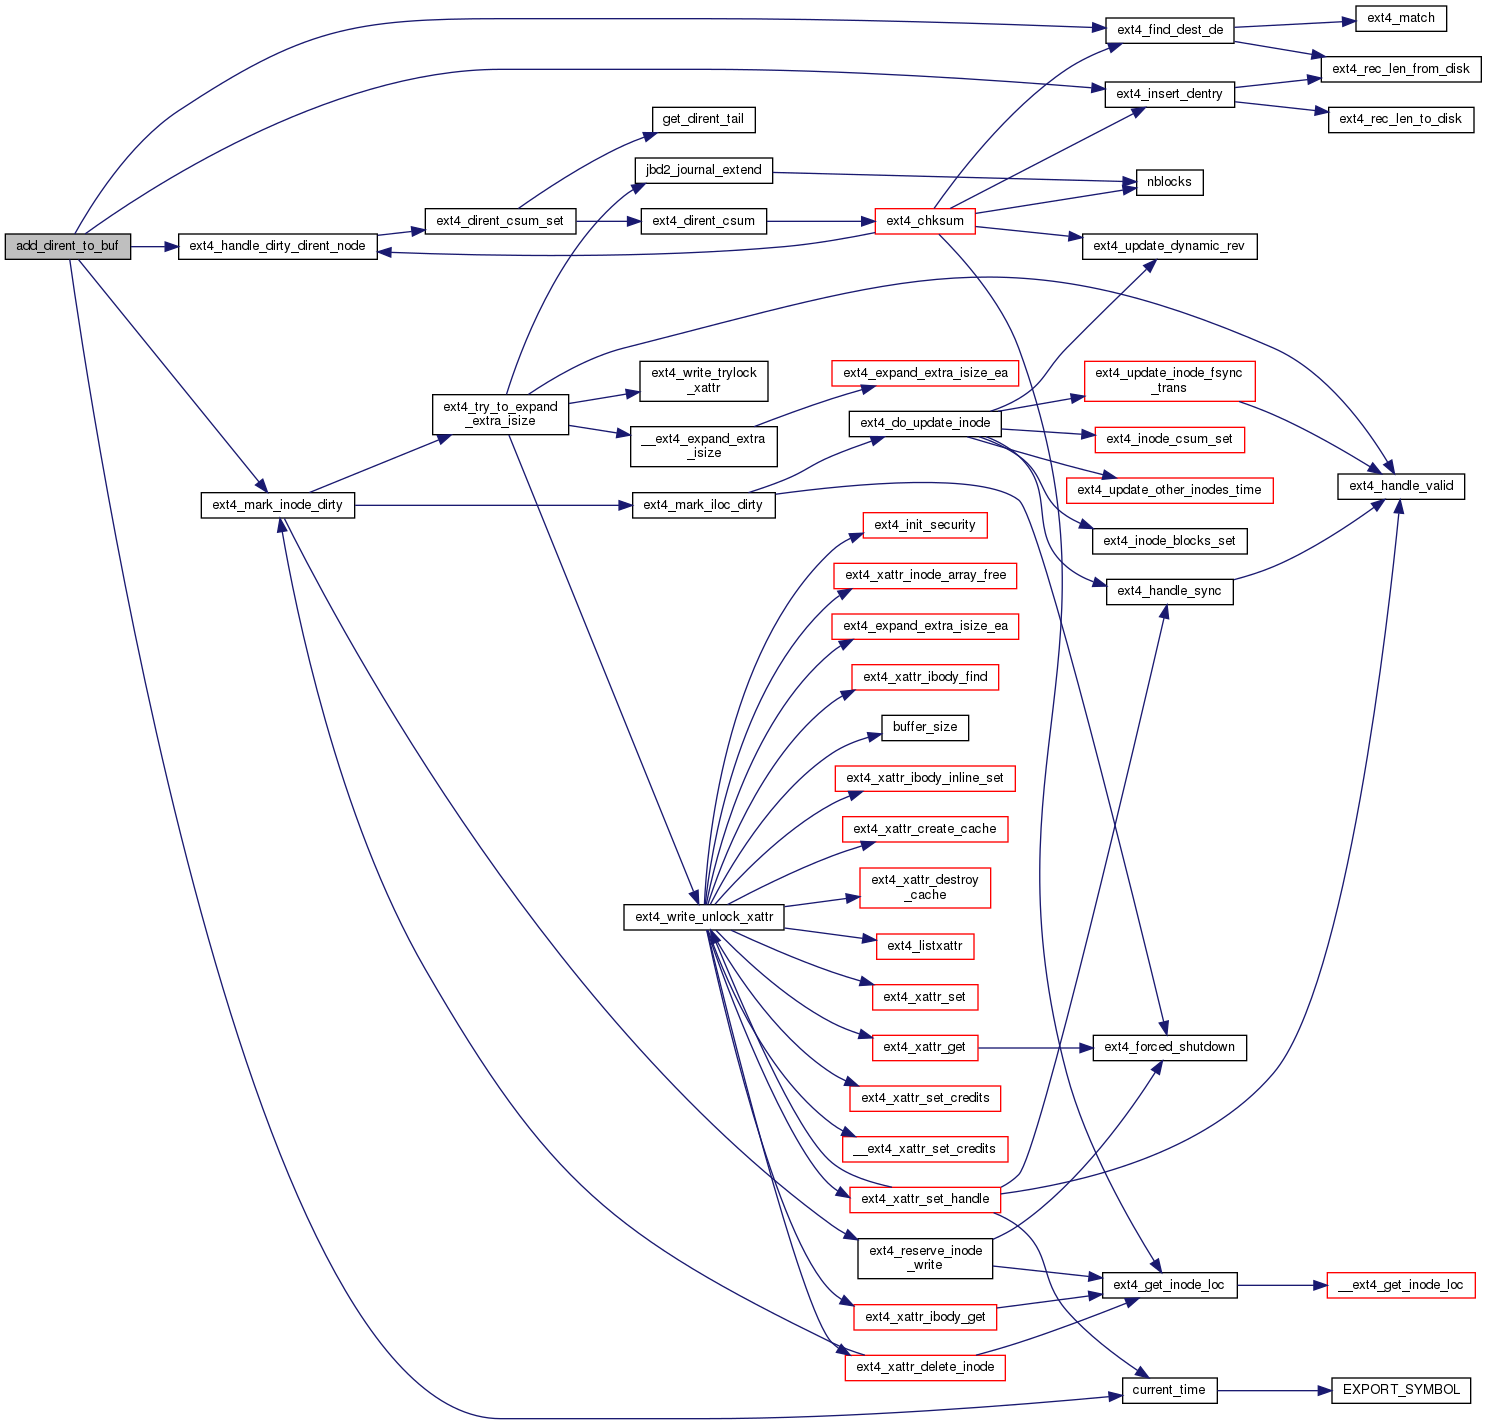 ext4_match
ext4_find_dest_de
ext4_rec_len_from_disk
ext4_insert_dentry
get_dirent_tail
ext4_rec_len_to_disk
jbd2_journal_extend
nblocks
ext4_dirent_csum_set
ext4_dirent_csum
ext4_chksum
add_dirent_to_buf
ext4_handle_dirty_dirent_node
ext4_update_dynamic_rev
ext4_write_trylock
_xattr
ext4_expand_extra_isize_ea
ext4_update_inode_fsync
_trans
ext4_try_to_expand
_extra_isize
ext4_do_update_inode
__ext4_expand_extra
_isize
ext4_inode_csum_set
ext4_handle_valid
ext4_update_other_inodes_time
ext4_mark_inode_dirty
ext4_mark_iloc_dirty
ext4_init_security
ext4_inode_blocks_set
ext4_xattr_inode_array_free
ext4_handle_sync
ext4_expand_extra_isize_ea
ext4_xattr_ibody_find
buffer_size
ext4_xattr_ibody_inline_set
ext4_xattr_create_cache
ext4_xattr_destroy
_cache
ext4_write_unlock_xattr
ext4_listxattr
ext4_xattr_set
ext4_xattr_get
ext4_forced_shutdown
ext4_xattr_set_credits
__ext4_xattr_set_credits
ext4_xattr_set_handle
ext4_reserve_inode
_write
ext4_get_inode_loc
__ext4_get_inode_loc
ext4_xattr_ibody_get
ext4_xattr_delete_inode
current_time
EXPORT_SYMBOL